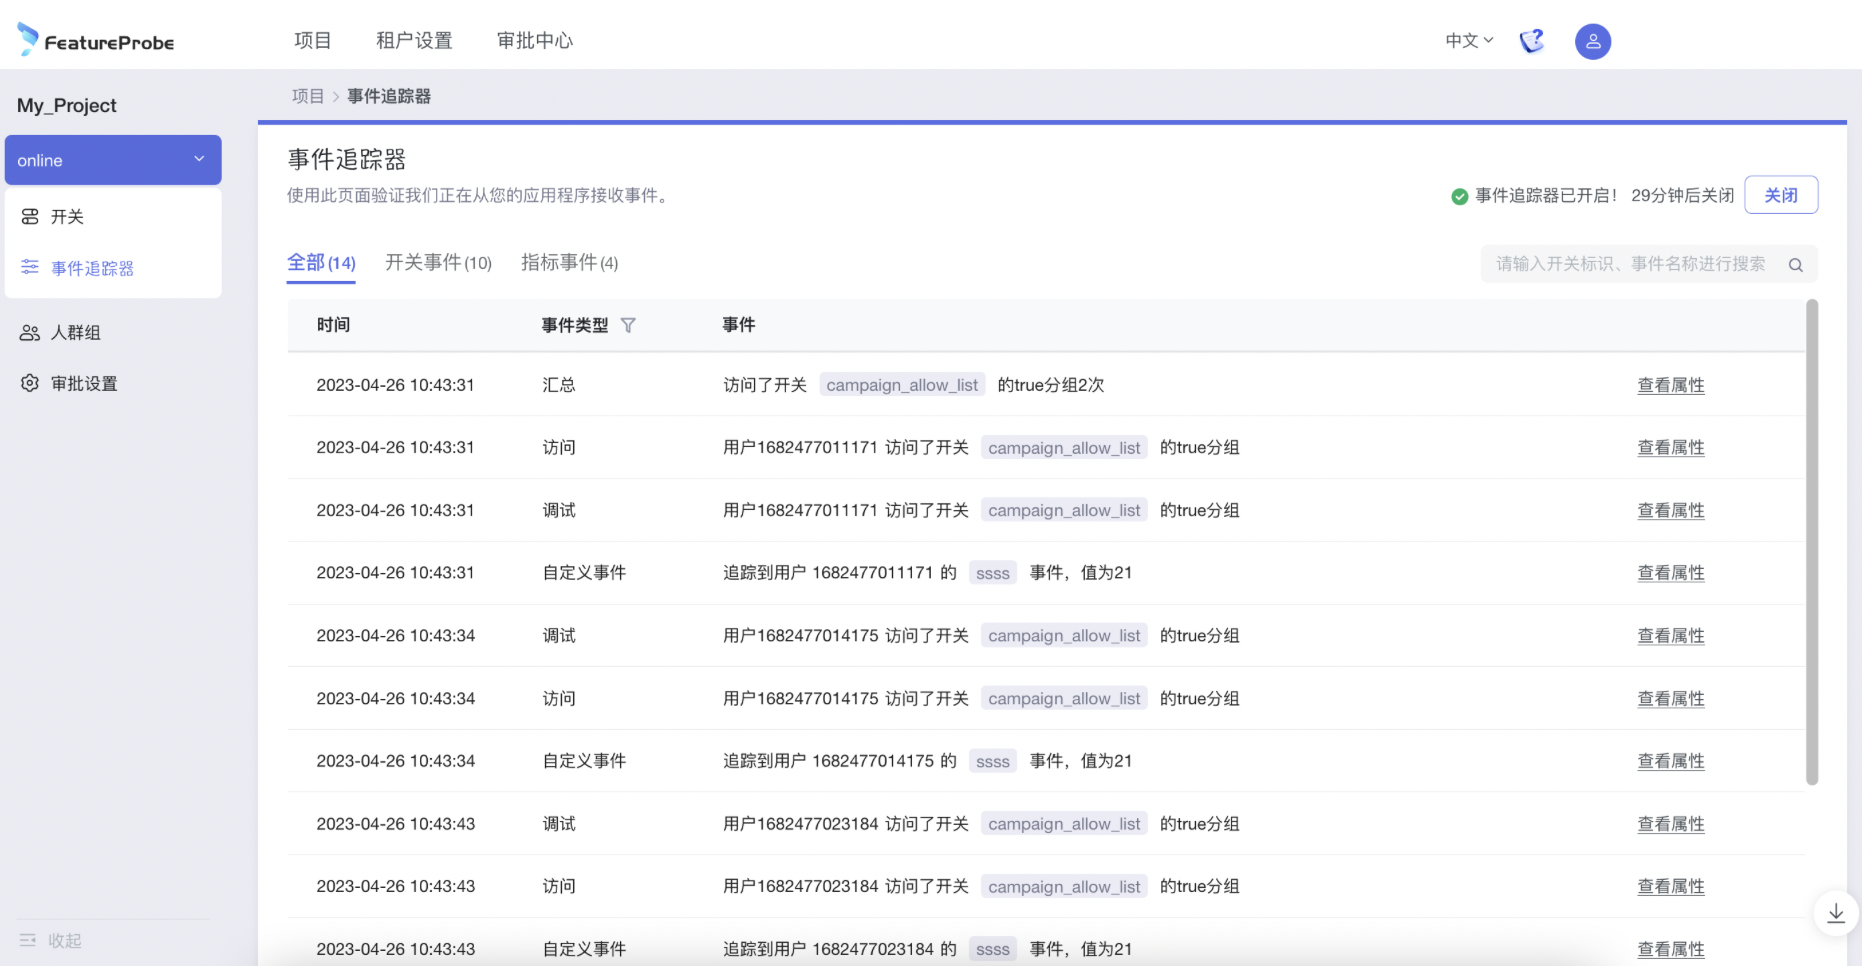 FeatureProbe 项目 租户设置 审批中心 中文
My_Project
项目 > 事件追踪器
online
开关
事件追踪器
人群组
审批设置
收起
事件追踪器
使用此页面验证我们正在从您的应用程序接收事件。
事件追踪器已开启! 29分钟后关闭 关闭
全部(14) 开关事件(10) 指标事件(4)
请输入开关标识、事件名称进行搜索
时间 事件类型 事件
2023-04-26 10:43:31 汇总 访问了开关 campaign_allow_list 的true分组2次 查看属性
2023-04-26 10:43:31 访问 用户1682477011171 访问了开关 campaign_allow_list 的true分组 查看属性
2023-04-26 10:43:31 调试 用户1682477011171 访问了开关 campaign_allow_list 的true分组 查看属性
2023-04-26 10:43:31 自定义事件 追踪到用户 1682477011171 的 ssss 事件，值为21 查看属性
2023-04-26 10:43:34 调试 用户1682477014175 访问了开关 campaign_allow_list 的true分组 查看属性
2023-04-26 10:43:34 访问 用户1682477014175 访问了开关 campaign_allow_list 的true分组 查看属性
2023-04-26 10:43:34 自定义事件 追踪到用户 1682477014175 的 ssss 事件，值为21 查看属性
2023-04-26 10:43:43 调试 用户1682477023184 访问了开关 campaign_allow_list 的true分组 查看属性
2023-04-26 10:43:43 访问 用户1682477023184 访问了开关 campaign_allow_list 的true分组 查看属性
2023-04-26 10:43:43 自定义事件 追踪到用户 1682477023184 的 ssss 事件，值为21 查看属性